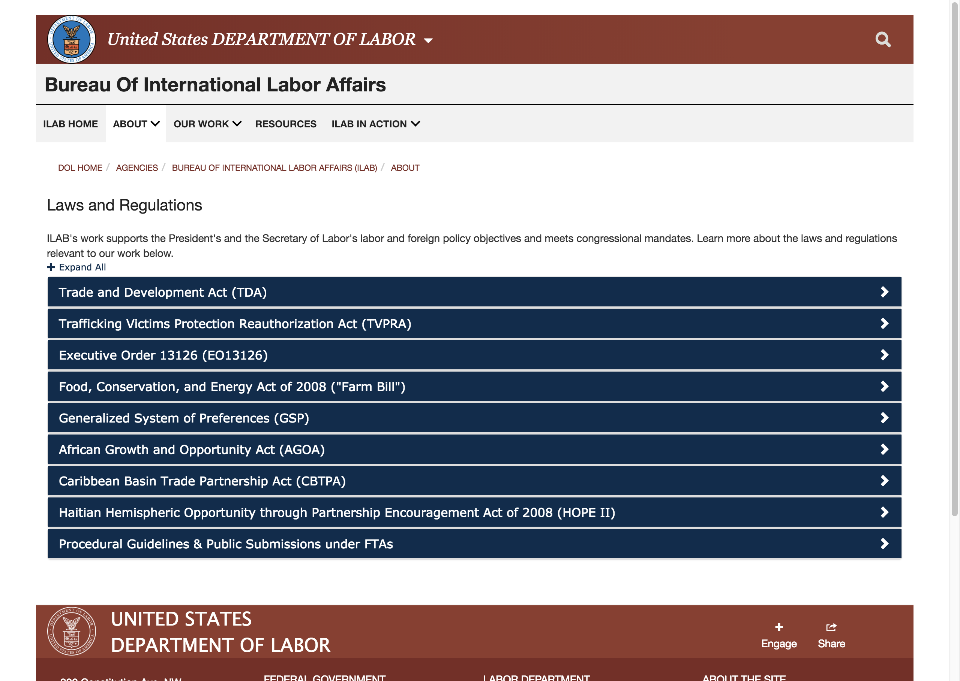 United States DEPARTMENT OF LABOR
Bureau Of International Labor Affairs
ILAB HOME ABOUT OUR WORK RESOURCES ILAB IN ACTION
DOL HOME / AGENCIES / BUREAU OF INTERNATIONAL LABOR AFFAIRS (ILAB) / ABOUT
Laws and Regulations
ILAB's work supports the President's and the Secretary of Labor's labor and foreign policy objectives and meets congressional mandates. Learn more about the laws and regulations
relevant to our work below.
+ Expand All
Trade and Development Act (TDA)
Trafficking Victims Protection Reauthorization Act (TVPRA)
Executive Order 13126 (EO13126)
Food, Conservation, and Energy Act of 2008 ("Farm Bill")
Generalized System of Preferences (GSP)
African Growth and Opportunity Act (AGOA)
Caribbean Basin Trade Partnership Act (CBTPA)
Haitian Hemispheric Opportunity through Partnership Encouragement Act of 2008 (HOPE II)
Procedural Guidelines & Public Submissions under FTAs
UNITED STATES
DEPARTMENT OF LABOR
Engage Share
200 Constitution Ave. NW FEDERAL GOVERNMENT LABOR DEPARTMENT ABOUT THE SITE